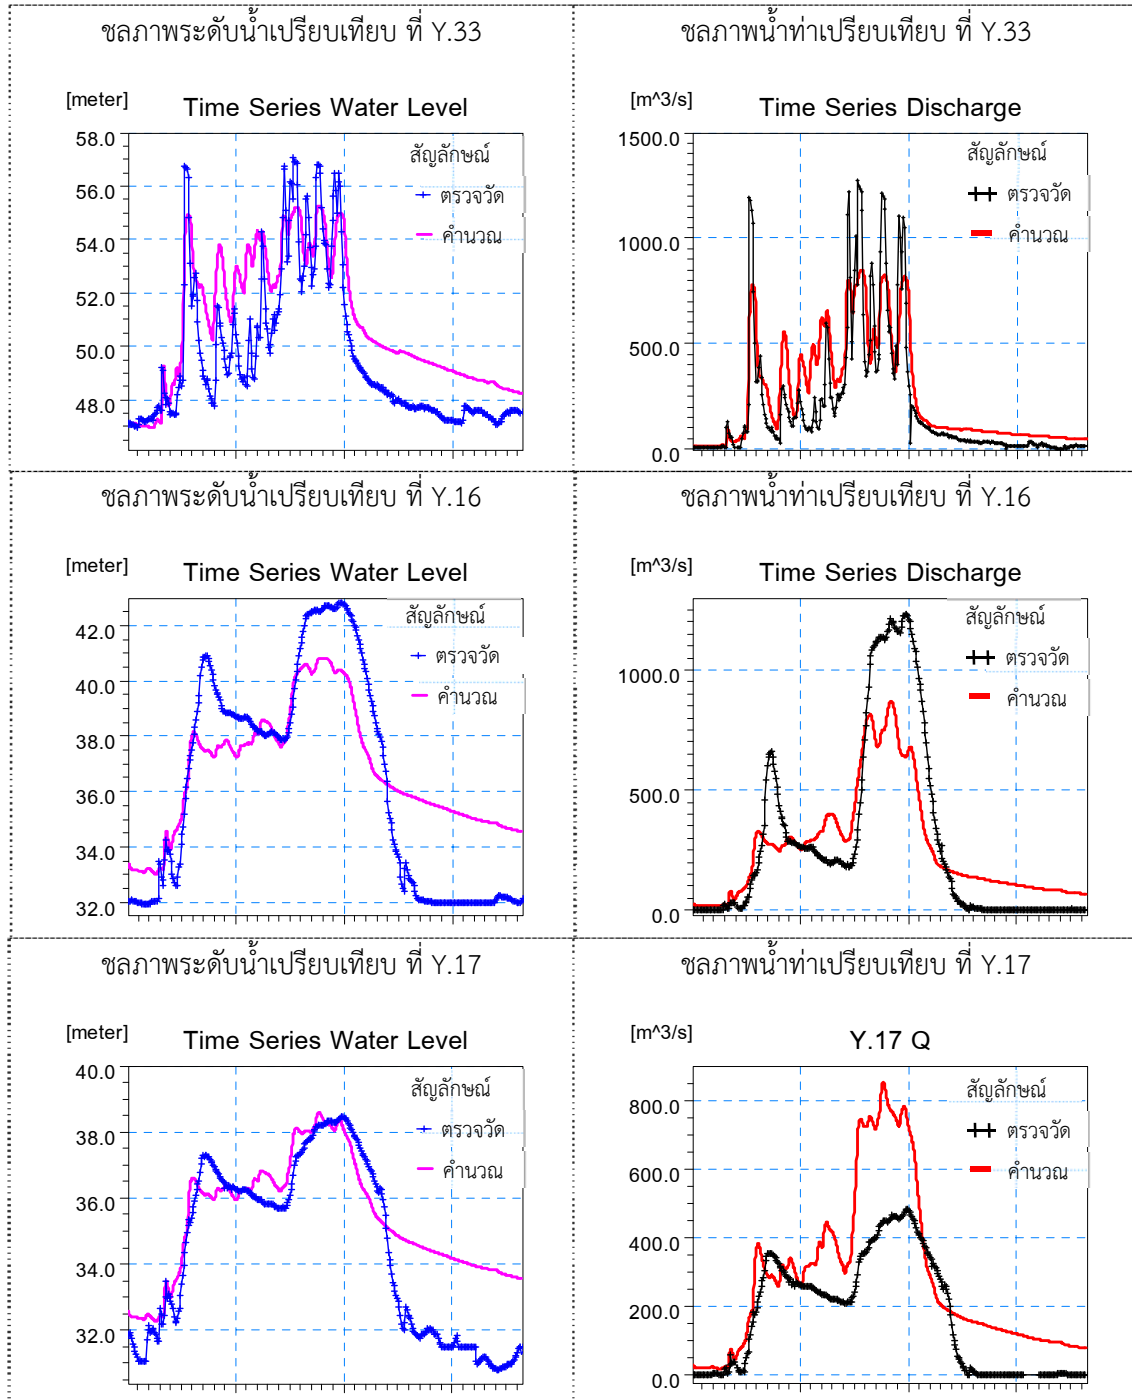 ชลภาพระดับน้ำเปรียบเทียบ ที่ Y.33
[meter] Time Series Water Level
58.0
56.0
54.0
52.0
50.0
48.0
สัญลักษณ์
ตรวจวัด
คำนวณ
ชลภาพน้ำท่าเปรียบเทียบ ที่ Y.33
[m^3/s] Time Series Discharge
1500.0
1000.0
500.0
0.0
สัญลักษณ์
ตรวจวัด
คำนวณ
ชลภาพระดับน้ำเปรียบเทียบ ที่ Y.16
[meter] Time Series Water Level
42.0
40.0
38.0
36.0
34.0
32.0
สัญลักษณ์
ตรวจวัด
คำนวณ
ชลภาพน้ำท่าเปรียบเทียบ ที่ Y.16
[m^3/s] Time Series Discharge
1000.0
500.0
0.0
สัญลักษณ์
ตรวจวัด
คำนวณ
ชลภาพระดับน้ำเปรียบเทียบ ที่ Y.17
[meter] Time Series Water Level
40.0
38.0
36.0
34.0
32.0
สัญลักษณ์
ตรวจวัด
คำนวณ
ชลภาพน้ำท่าเปรียบเทียบ ที่ Y.17
[m^3/s] Y.17 Q
800.0
600.0
400.0
200.0
0.0
สัญลักษณ์
ตรวจวัด
คำนวณ